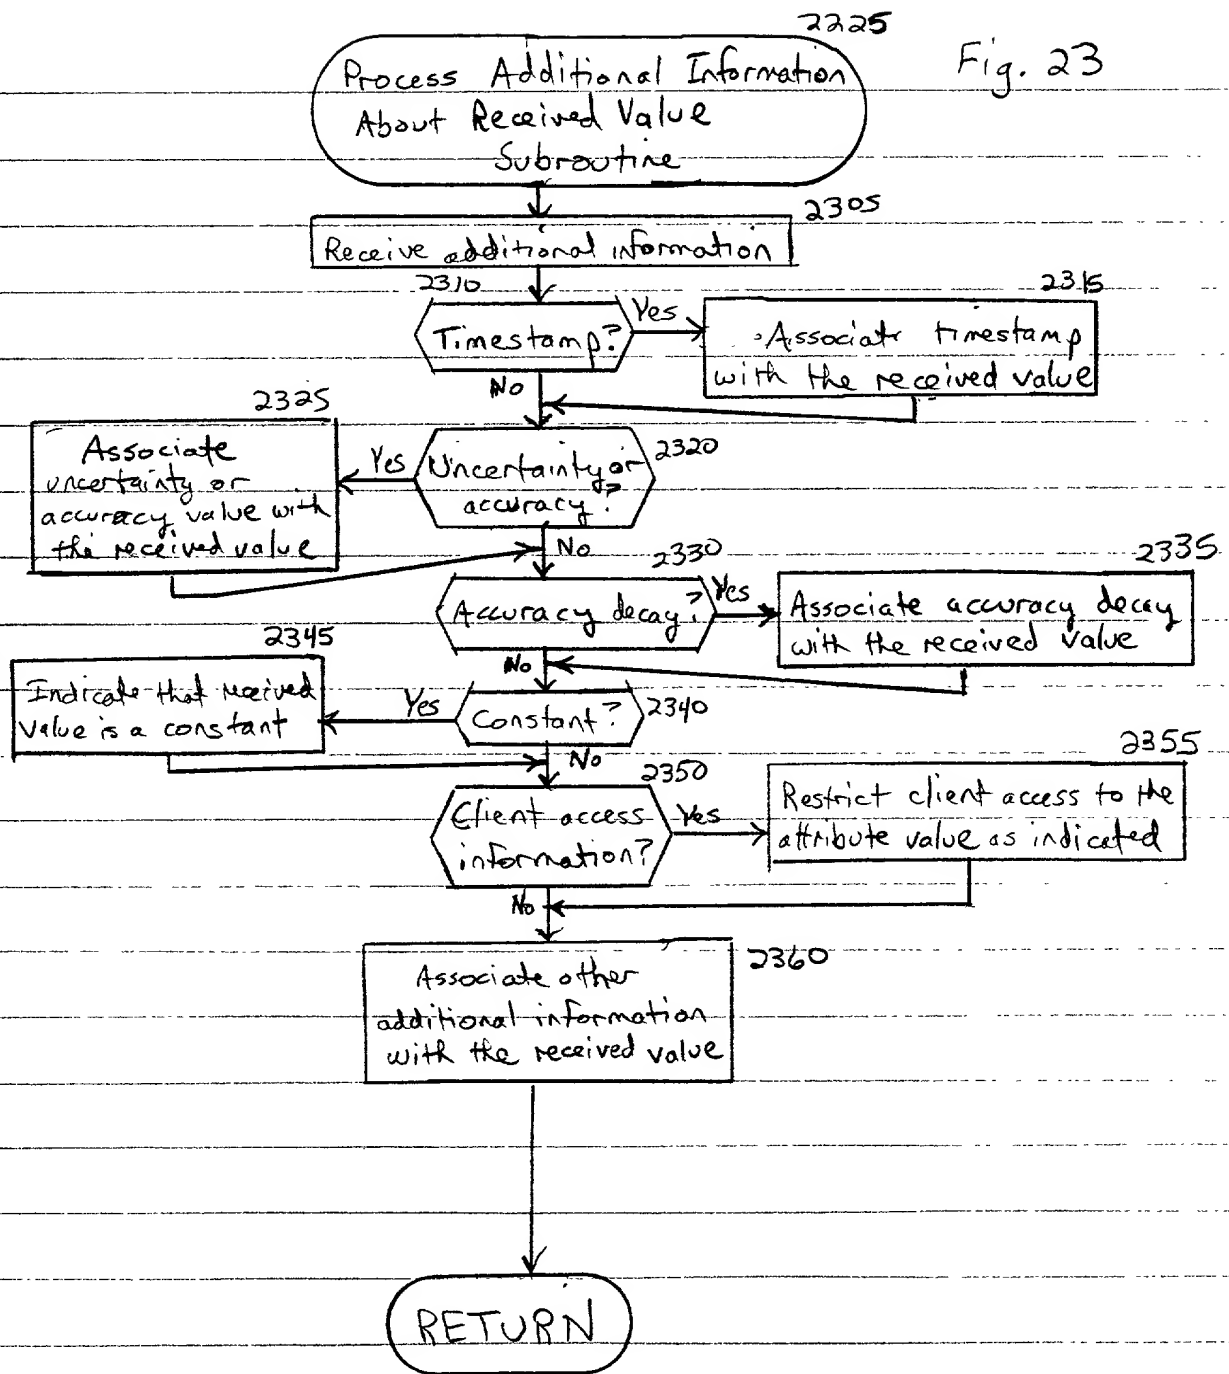 2225
Fig. 23
Process Additional Information
About Received Value
Subroutine
2305
Receive additional information
2310
Timestamp?
Yes
No
2315
Associate timestamp
with the received value
2325
Associate
uncertainty or
accuracy value with
the received value
Yes
Uncertainty or
accuracy?
2320
No
2330
Accuracy decay?
Yes
No
2335
Associate accuracy decay
with the received value
2345
Indicate that received
value is a constant
Yes
Constant?
2340
No
2350
Client access
information?
Yes
No
2355
Restrict client access to the
attribute value as indicated
2360
Associate other
additional information
with the received value
RETURN